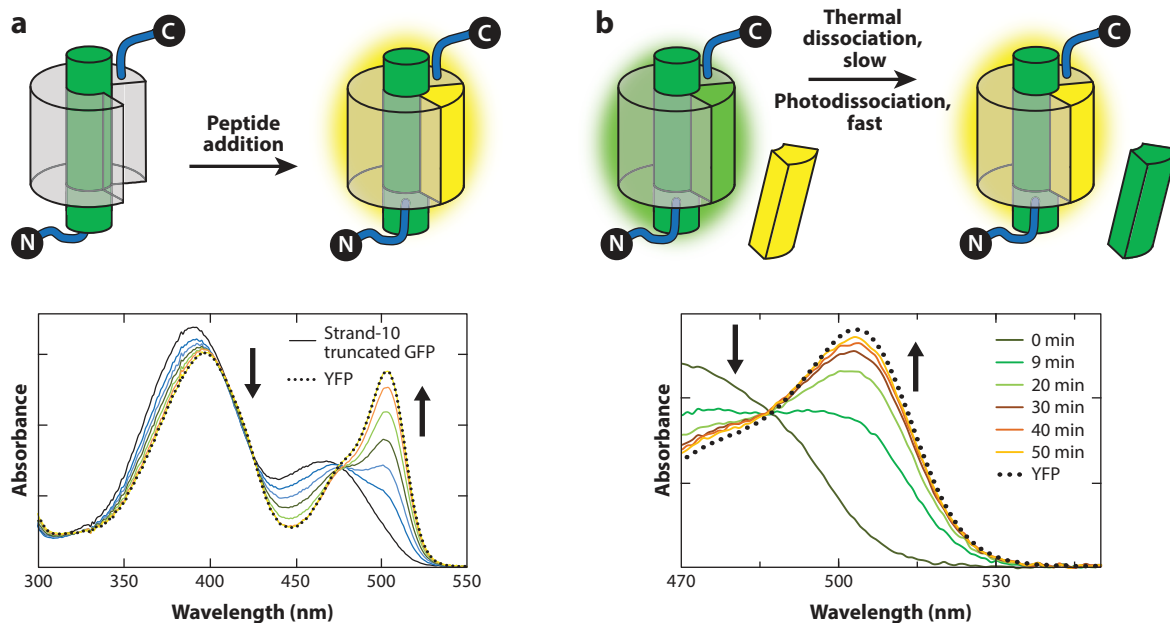 a
C
N
Peptide
addition
C
N
b
C
N
Thermal
dissociation,
slow
Photodissociation,
fast
C
N
Absorbance
Strand-10
truncated GFP
YFP
300
350
400
450
500
550
Wavelength (nm)
Absorbance
0 min
9 min
20 min
30 min
40 min
50 min
YFP
470
500
530
Wavelength (nm)